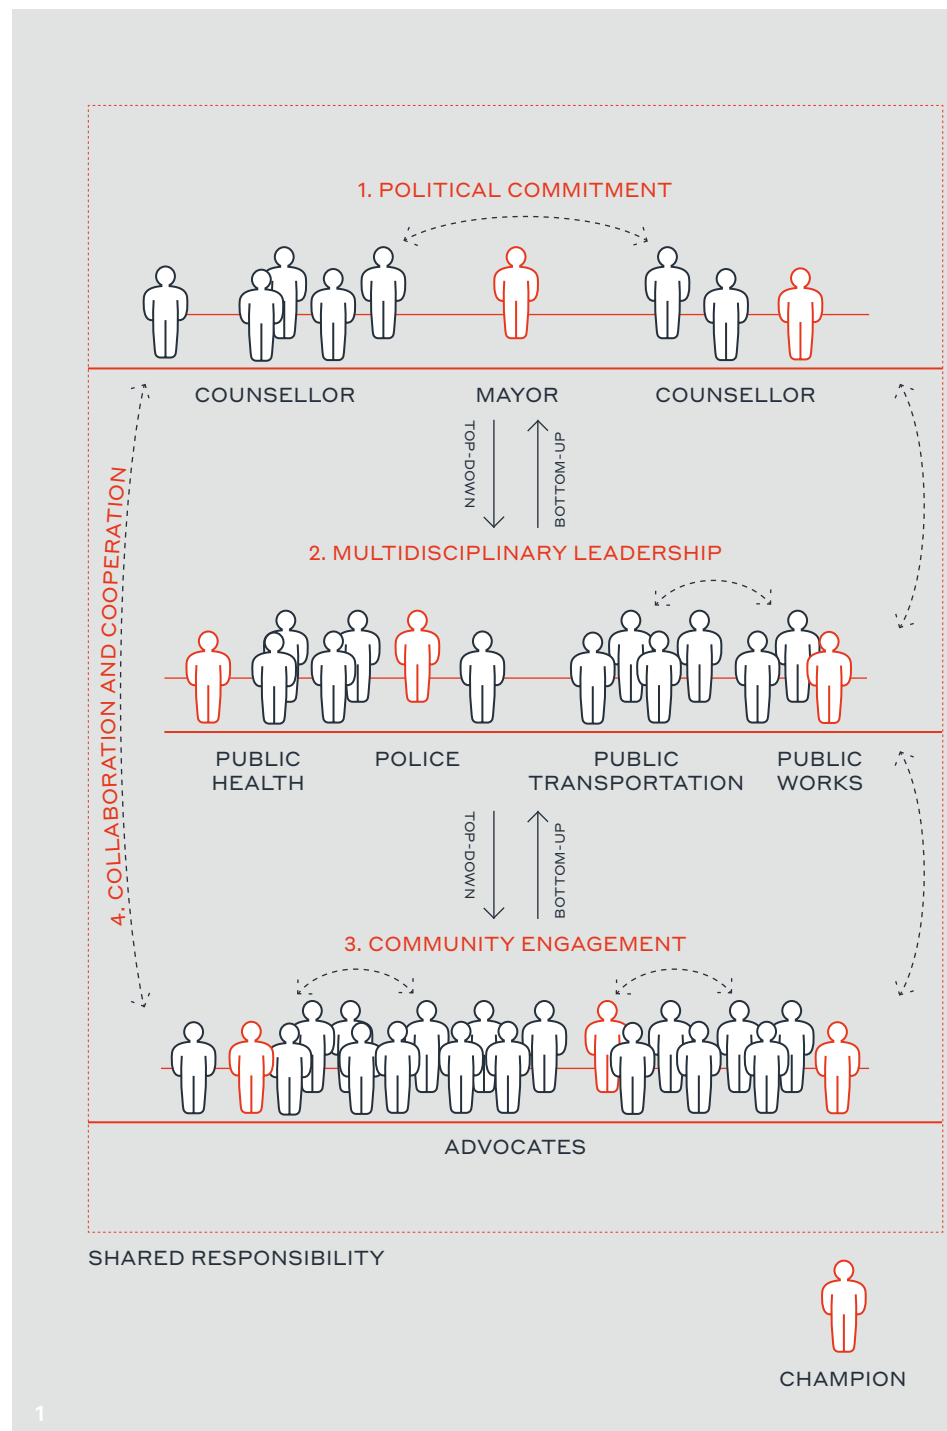 1. POLITICAL COMMITMENT
COUNSELLOR
MAYOR
COUNSELLOR
TOP-DOWN
BOTTOM-UP
4. COLLABORATION AND COOPERATION
2. MULTIDISCIPLINARY LEADERSHIP
PUBLIC
HEALTH
POLICE
PUBLIC
TRANSPORTATION
PUBLIC
WORKS
TOP-DOWN
BOTTOM-UP
3. COMMUNITY ENGAGEMENT
ADVOCATES
SHARED RESPONSIBILITY
CHAMPION
1